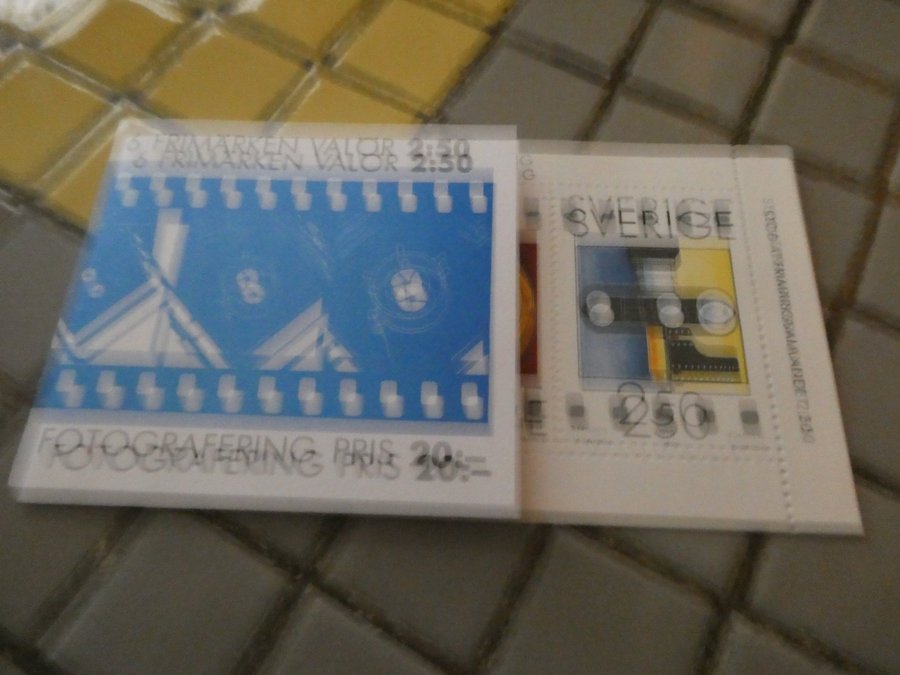 6 FRIMÄRKEN VALÖR 2:50
FOTOGRAFERING PRIS 20:=
SVERIGE
250